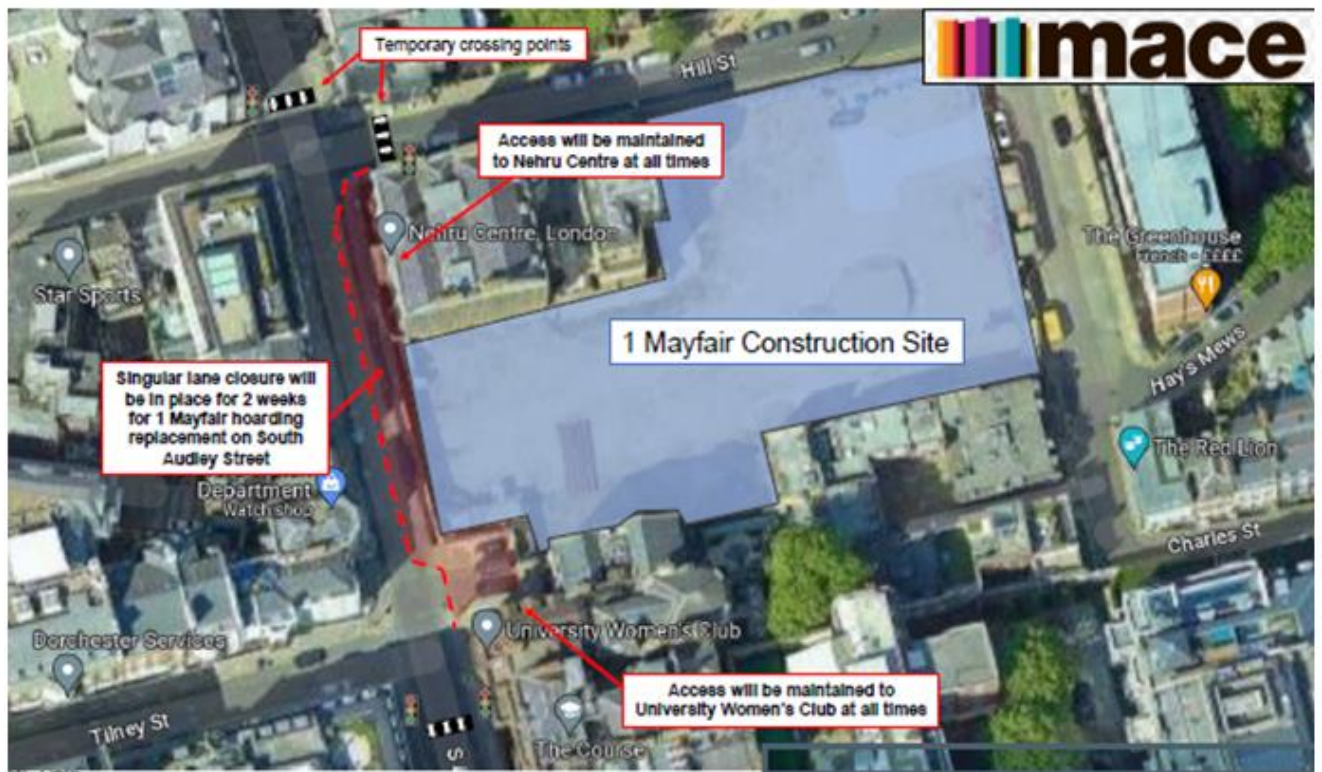 mace
Temporary crossing points
Hill St
Access will be maintained
to Nehru Centre at all times
Nehru Centre, London
The Greenhouse
French - ££££
Star Sports
1 Mayfair Construction Site
Hay's Mews
Singular lane closure will
be in place for 2 weeks
for 1 Mayfair hoarding
replacement on South
Audley Street
The Red Lion
Department
Watch shop
Charles St
Dorchester Services
University Women's Club
Access will be maintained to
University Women's Club at all times
Tilney St
The Course
S